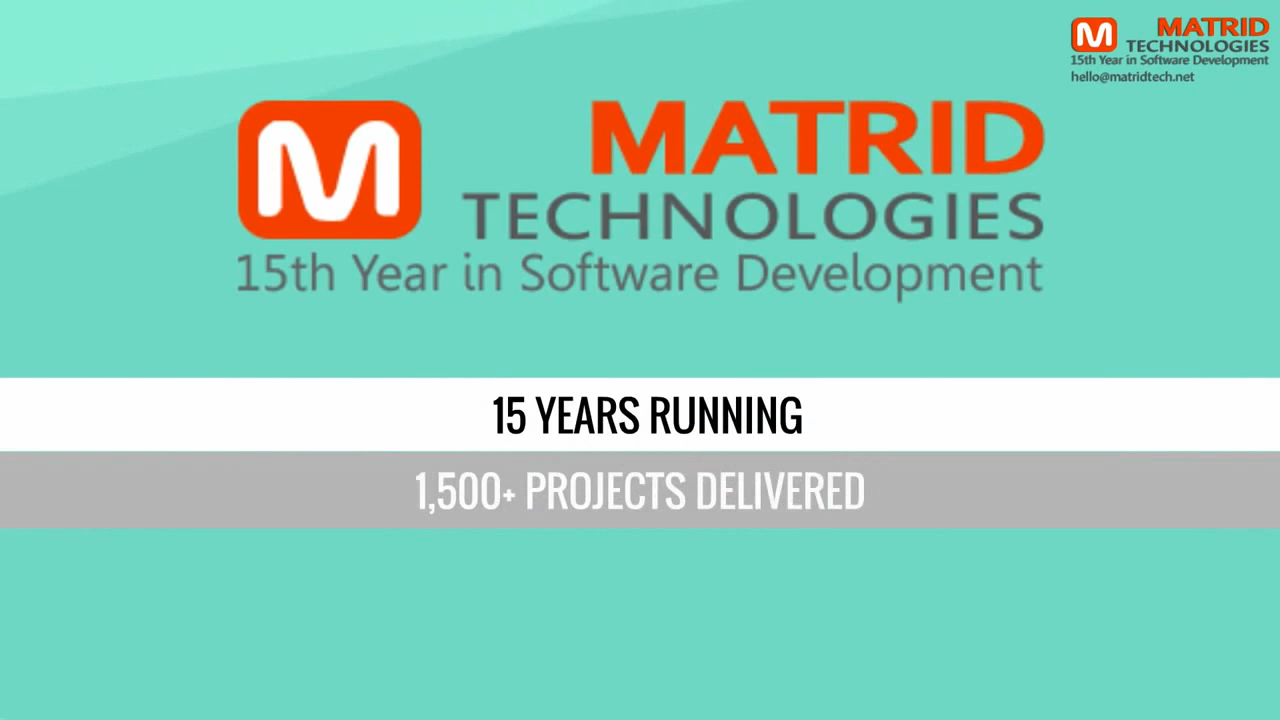 M MATRID
TECHNOLOGIES
15th Year in Software Development
hello@matridtech.net
M MATRID
TECHNOLOGIES
15th Year in Software Development
15 YEARS RUNNING
1,500+ PROJECTS DELIVERED